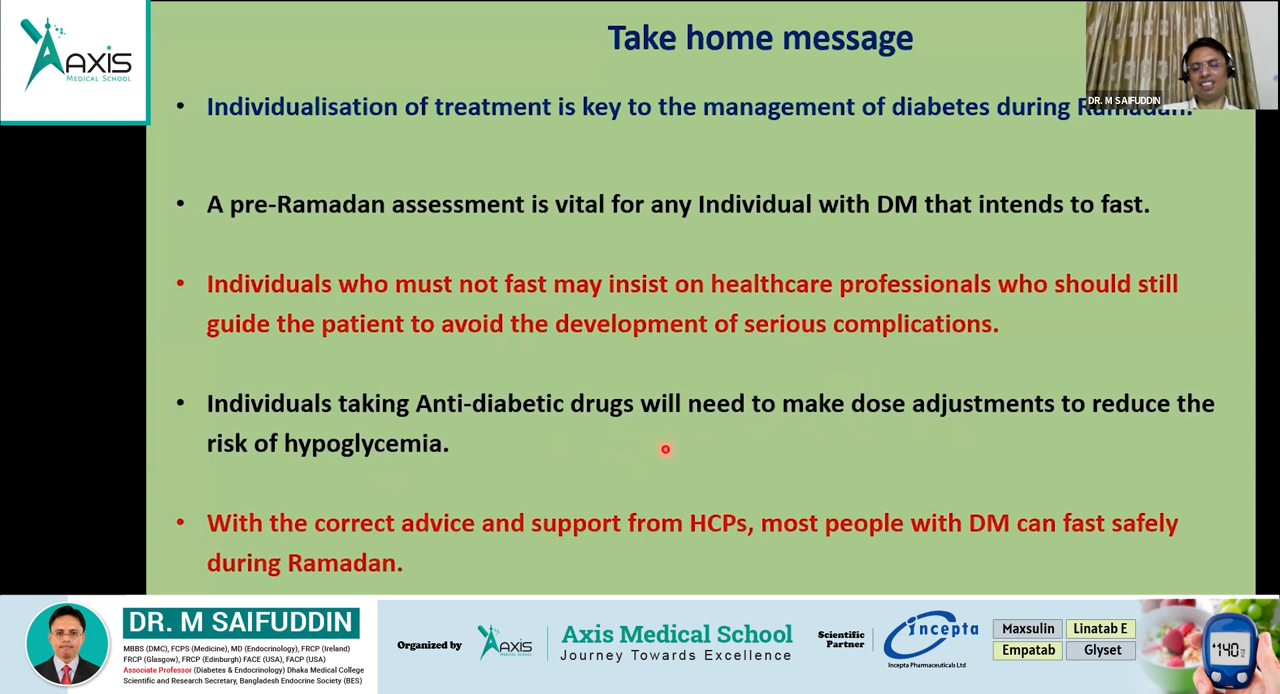 AXIS
MEDICAL SCHOOL
Take home message
DR. M SAIFUDDIN
• Individualisation of treatment is key to the management of diabetes during Ramadan.
• A pre-Ramadan assessment is vital for any Individual with DM that intends to fast.
• Individuals who must not fast may insist on healthcare professionals who should still
guide the patient to avoid the development of serious complications.
• Individuals taking Anti-diabetic drugs will need to make dose adjustments to reduce the
risk of hypoglycemia.
• With the correct advice and support from HCPs, most people with DM can fast safely
during Ramadan.
DR. M SAIFUDDIN
MBBS (DMC), FCPS (Medicine), MD (Endocrinology), FRCP (Ireland)
FRCP (Glasgow), FRCP (Edinburgh) FACE (USA), FACP (USA)
Associate Professor (Diabetes & Endocrinology) Dhaka Medical College
Scientific and Research Secretary, Bangladesh Endocrine Society (BES)
Organized by
AXIS
Axis Medical School
Journey Towards Excellence
Scientific
Partner
incepta
Incepta Pharmaceuticals Ltd
Maxsulin
Linatab E
Empatab
Glyset
140